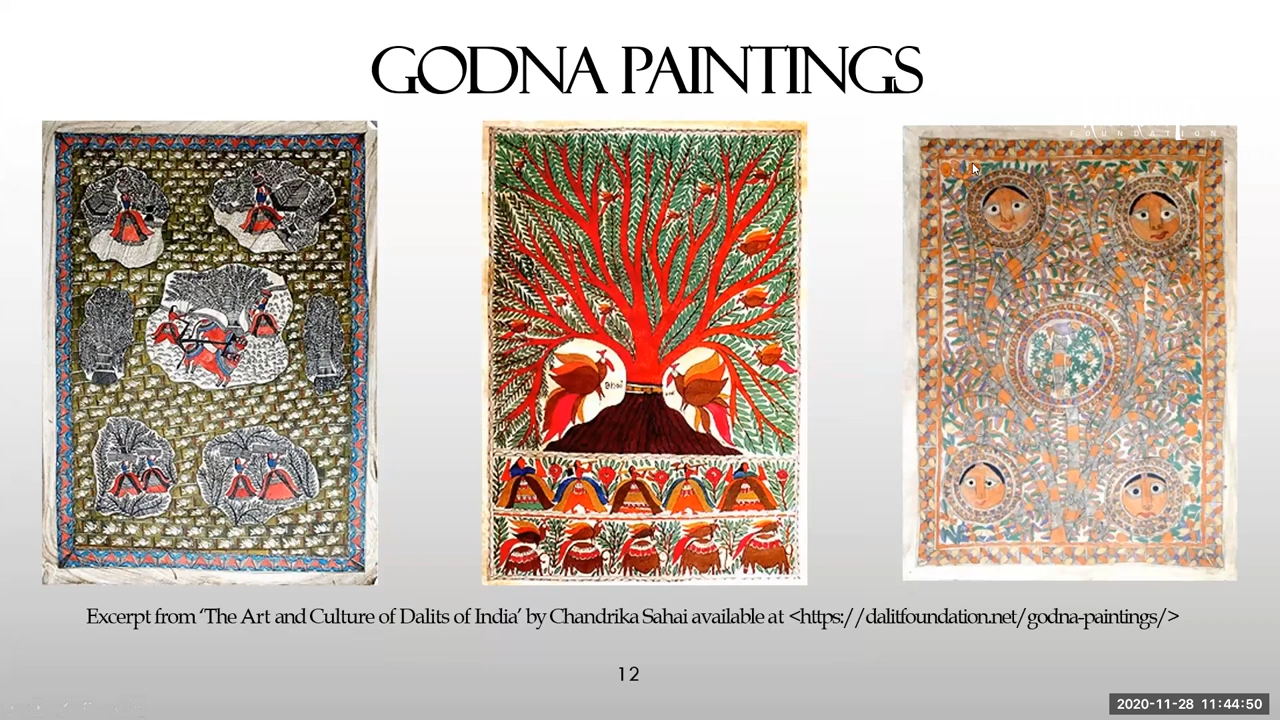 GODNA PAINTINGS
FOUNDATION
Excerpt from ‘The Art and Culture of Dalits of India’ by Chandrika Sahai available at <https://dalitfoundation.net/godna-paintings/>
12
2020-11-28 11:44:50